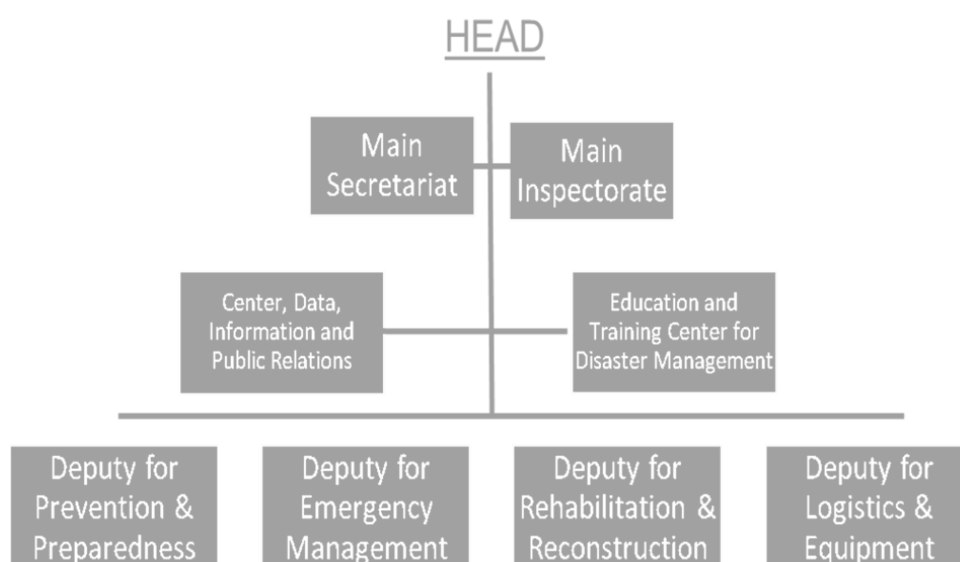 HEAD
Main
Secretariat
Main
Inspectorate
Center, Data,
Information and
Public Relations
Education and
Training Center for
Disaster Management
Deputy for
Prevention &
Preparedness
Deputy for
Emergency
Management
Deputy for
Rehabilitation &
Reconstruction
Deputy for
Logistics &
Equipment